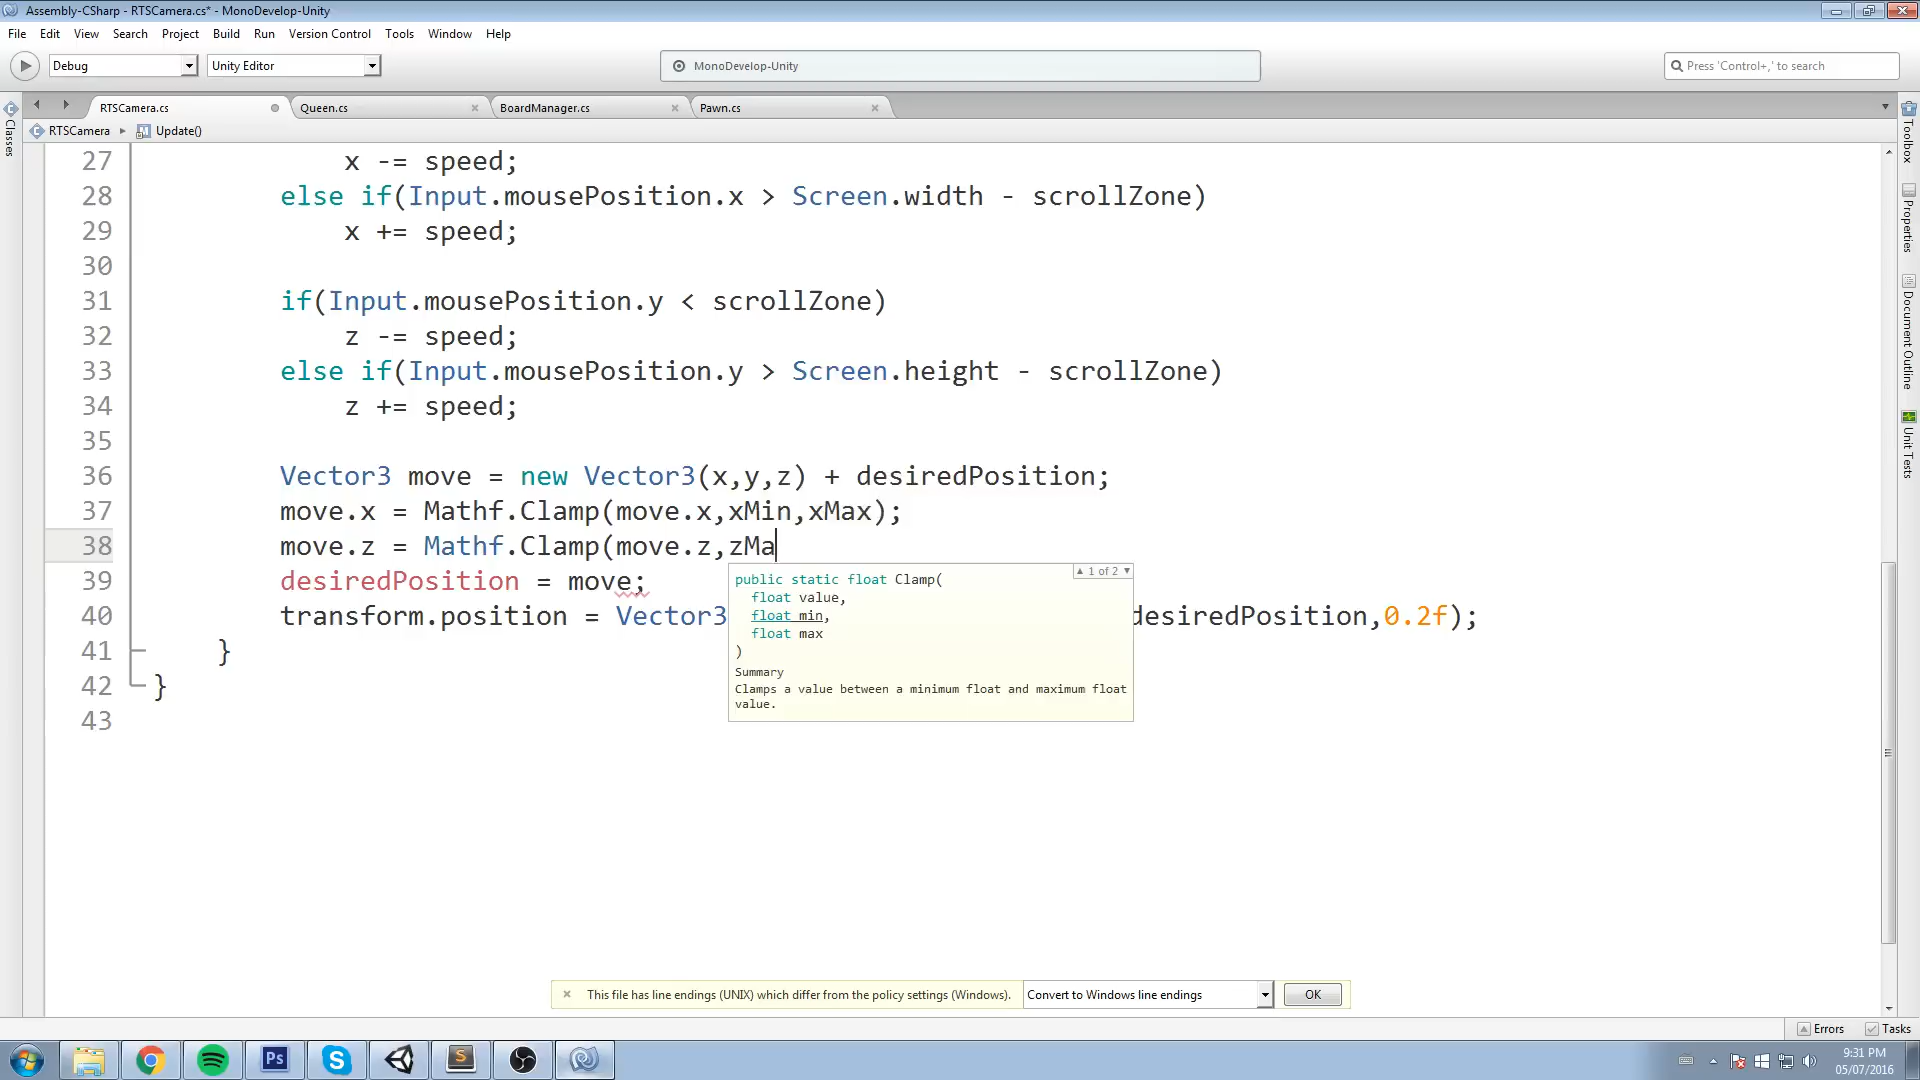 Assembly-CSharp - RTSCamera.cs* - MonoDevelop-Unity
File Edit View Search Project Build Run Version Control Tools Window Help
Debug Unity Editor MonoDevelop-Unity Press 'Control+,' to search
RTSCamera.cs Queen.cs BoardManager.cs Pawn.cs
RTSCamera Update()
Classes
Toolbox
Properties
Document Outline
Unit Tests
27 x -= speed;
28 else if(Input.mousePosition.x > Screen.width - scrollZone)
29 x += speed;
30
31 if(Input.mousePosition.y < scrollZone)
32 z -= speed;
33 else if(Input.mousePosition.y > Screen.height - scrollZone)
34 z += speed;
35
36 Vector3 move = new Vector3(x,y,z) + desiredPosition;
37 move.x = Mathf.Clamp(move.x,xMin,xMax);
38 move.z = Mathf.Clamp(move.z,zMa
39 desiredPosition = move;
40 transform.position = Vector3 desiredPosition,0.2f);
41 }
42 }
43
public static float Clamp( 1 of 2
float value,
float min,
float max
)
Summary
Clamps a value between a minimum float and maximum float
value.
This file has line endings (UNIX) which differ from the policy settings (Windows). Convert to Windows line endings OK
Errors Tasks
Ps
9:31 PM
05/07/2016